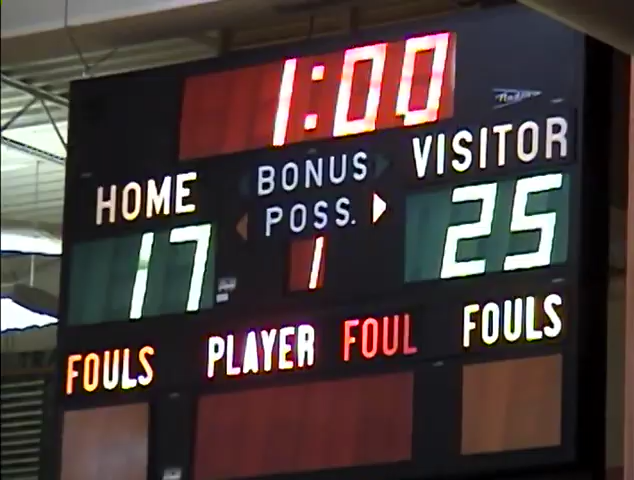 1:00
HOME BONUS VISITOR
POSS.
17 1 25
FOULS PLAYER FOUL FOULS